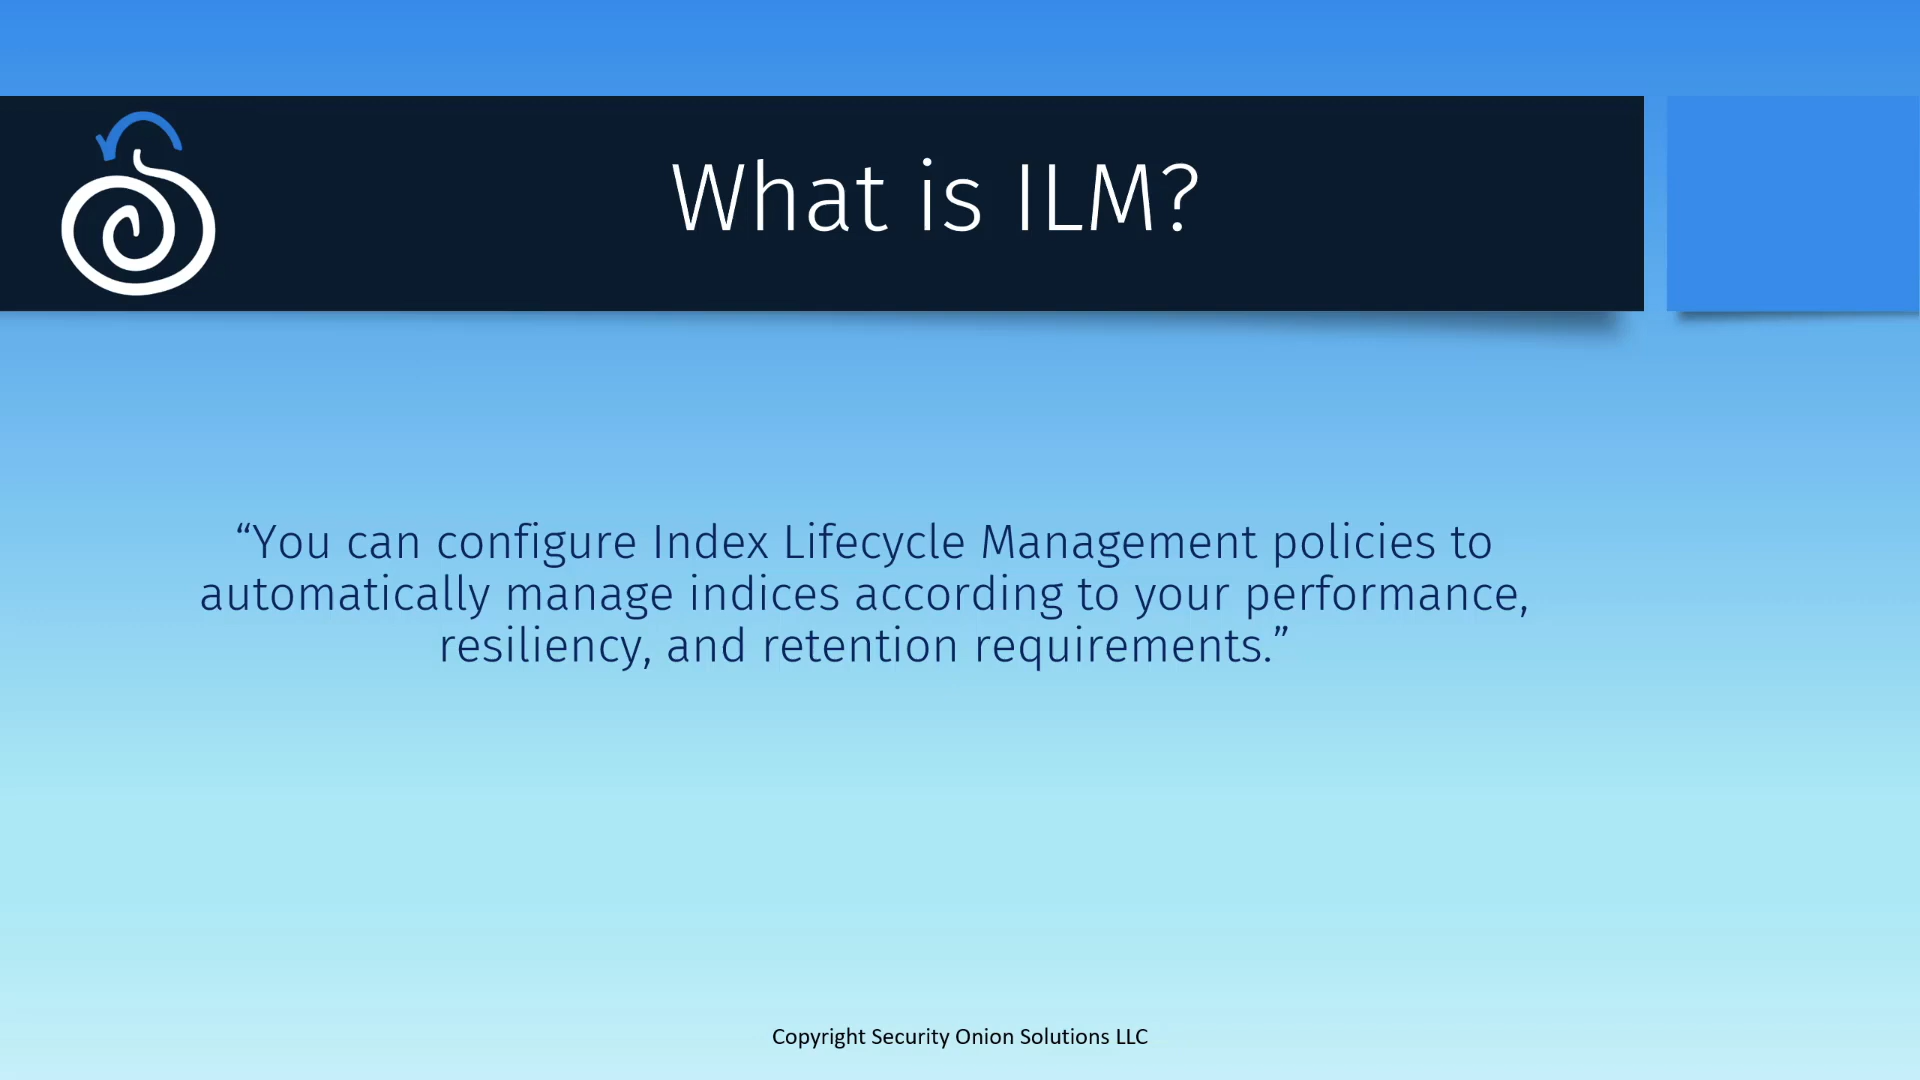 What is ILM?
“You can configure Index Lifecycle Management policies to
automatically manage indices according to your performance,
resiliency, and retention requirements.”
Copyright Security Onion Solutions LLC